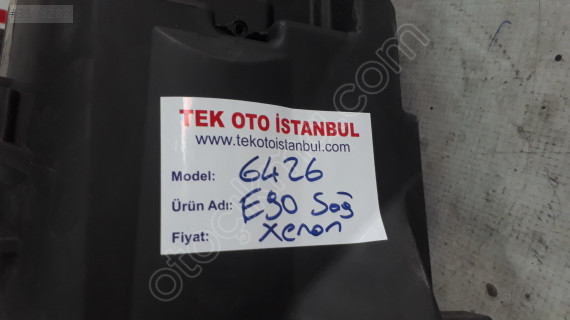 TEK OTO İSTANBUL
www.tekotoistanbul.com
Model: 6426
Ürün Adı: E90 Sağ
Fiyat: Xenon